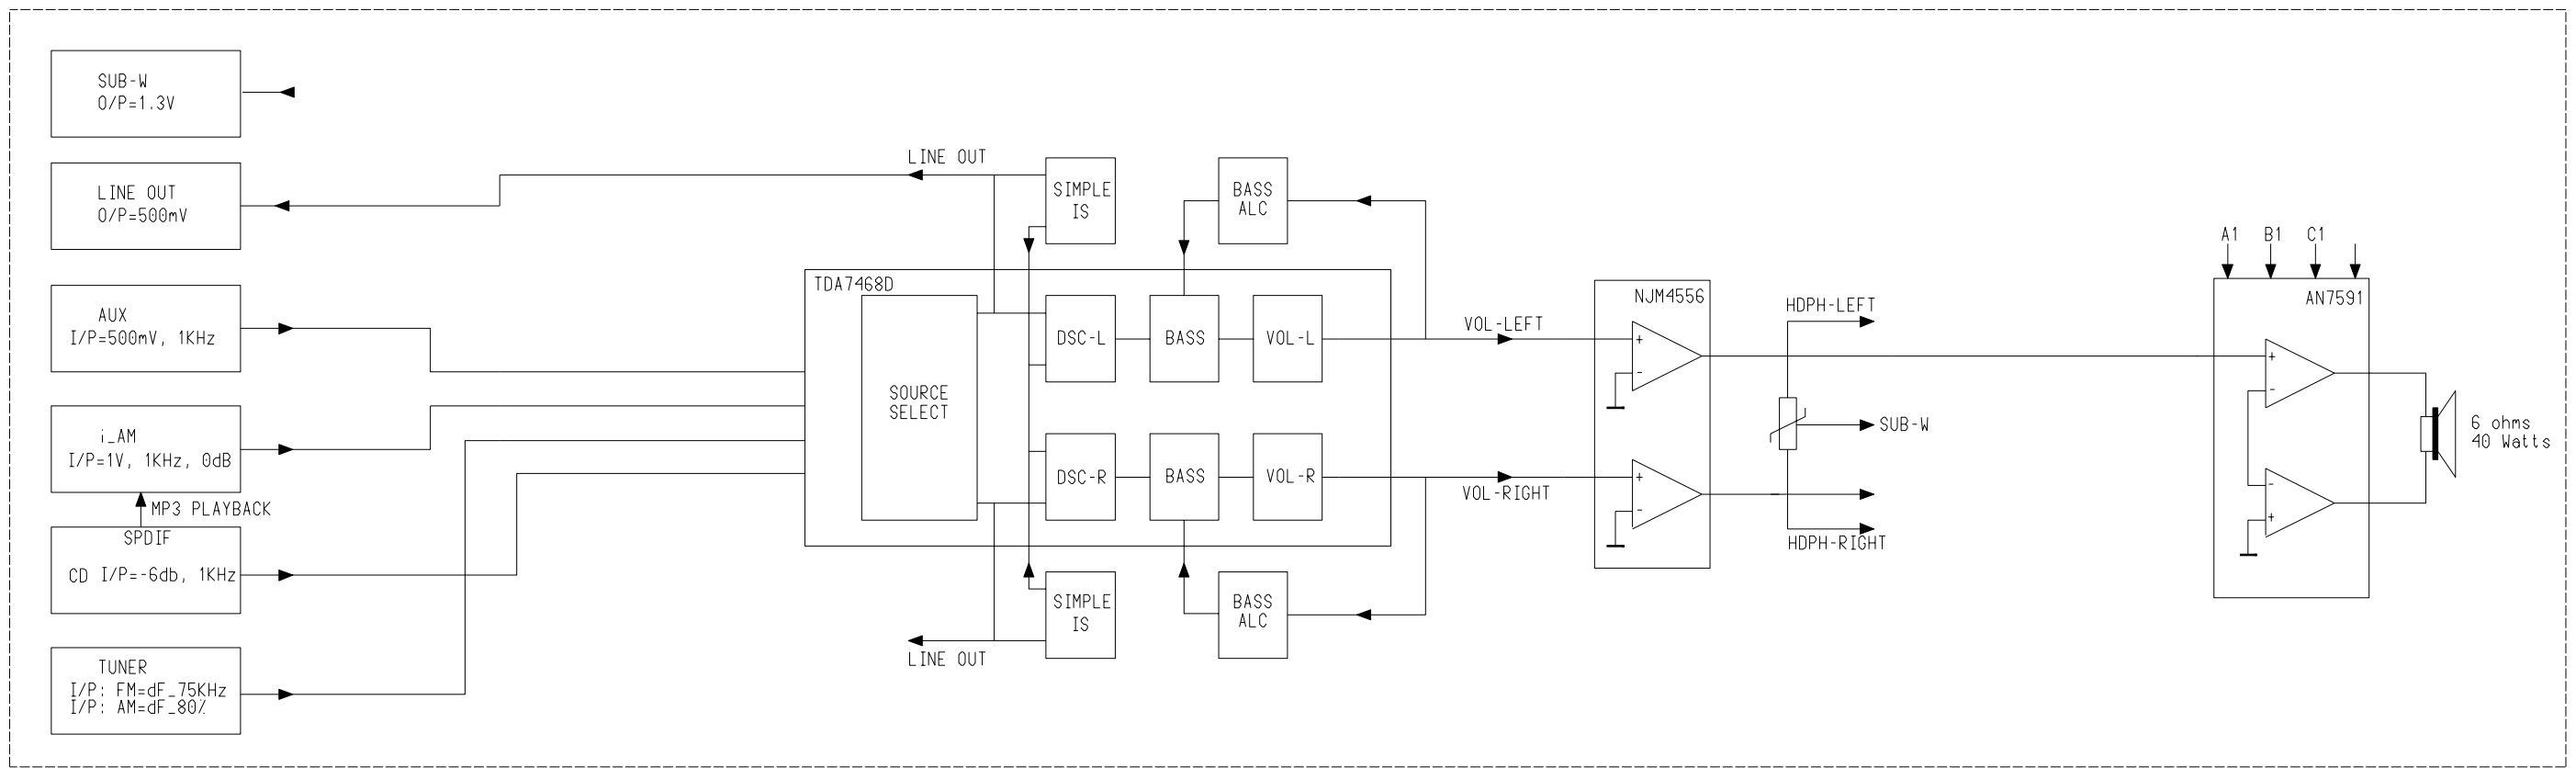 SUB-W
O/P=1.3V
LINE OUT
O/P=500mV
AUX
I/P=500mV, 1KHz
i_AM
I/P=1V, 1KHz, 0dB
MP3 PLAYBACK
SPDIF
CD I/P=-6db, 1KHz
TUNER
I/P: FM=dF_75KHz
I/P: AM=dF_80%
LINE OUT
SIMPLE
IS
BASS
ALC
TDA7468D
SOURCE
SELECT
DSC-L
BASS
VOL-L
DSC-R
BASS
VOL-R
SIMPLE
IS
BASS
ALC
LINE OUT
VOL-LEFT
VOL-RIGHT
NJM4556
+
-
+
-
HDPH-LEFT
SUB-W
HDPH-RIGHT
A1
B1
C1
AN7591
+
-
-
+
6 ohms
40 Watts